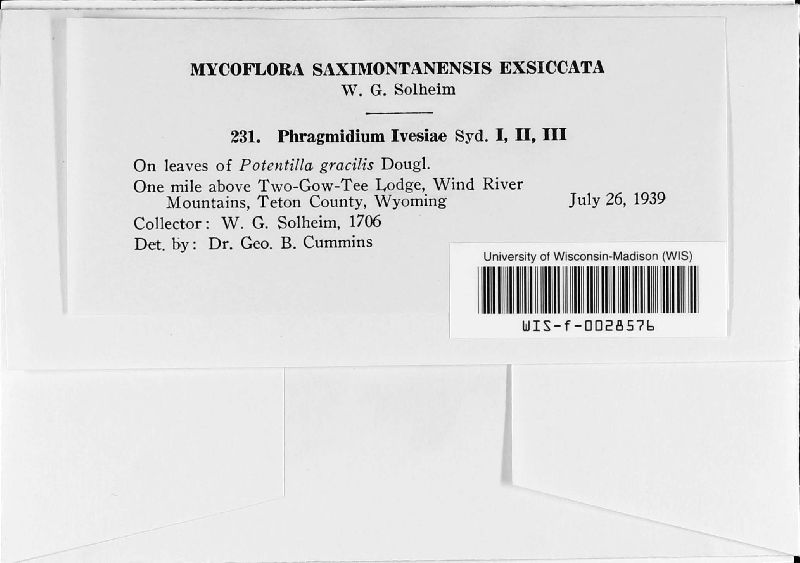 MYCOFLORA SAXIMONTANENSIS EXSICCATA
W. G. Solheim
231. Phragmidium Ivesiae Syd. I, II, III
On leaves of Potentilla gracilis Dougl.
One mile above Two-Gow-Tee Lodge, Wind River
Mountains, Teton County, Wyoming July 26, 1939
Collector: W. G. Solheim, 1706
Det. by: Dr. Geo. B. Cummins
University of Wisconsin-Madison (WIS)
WIS-f-0028576